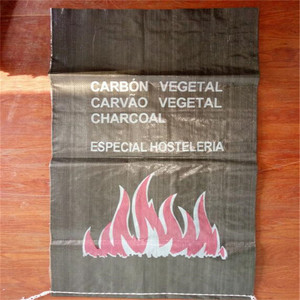 CARBÓN VEGETAL
CARVÃO VEGETAL
CHARCOAL
ESPECIAL HOSTELERIA